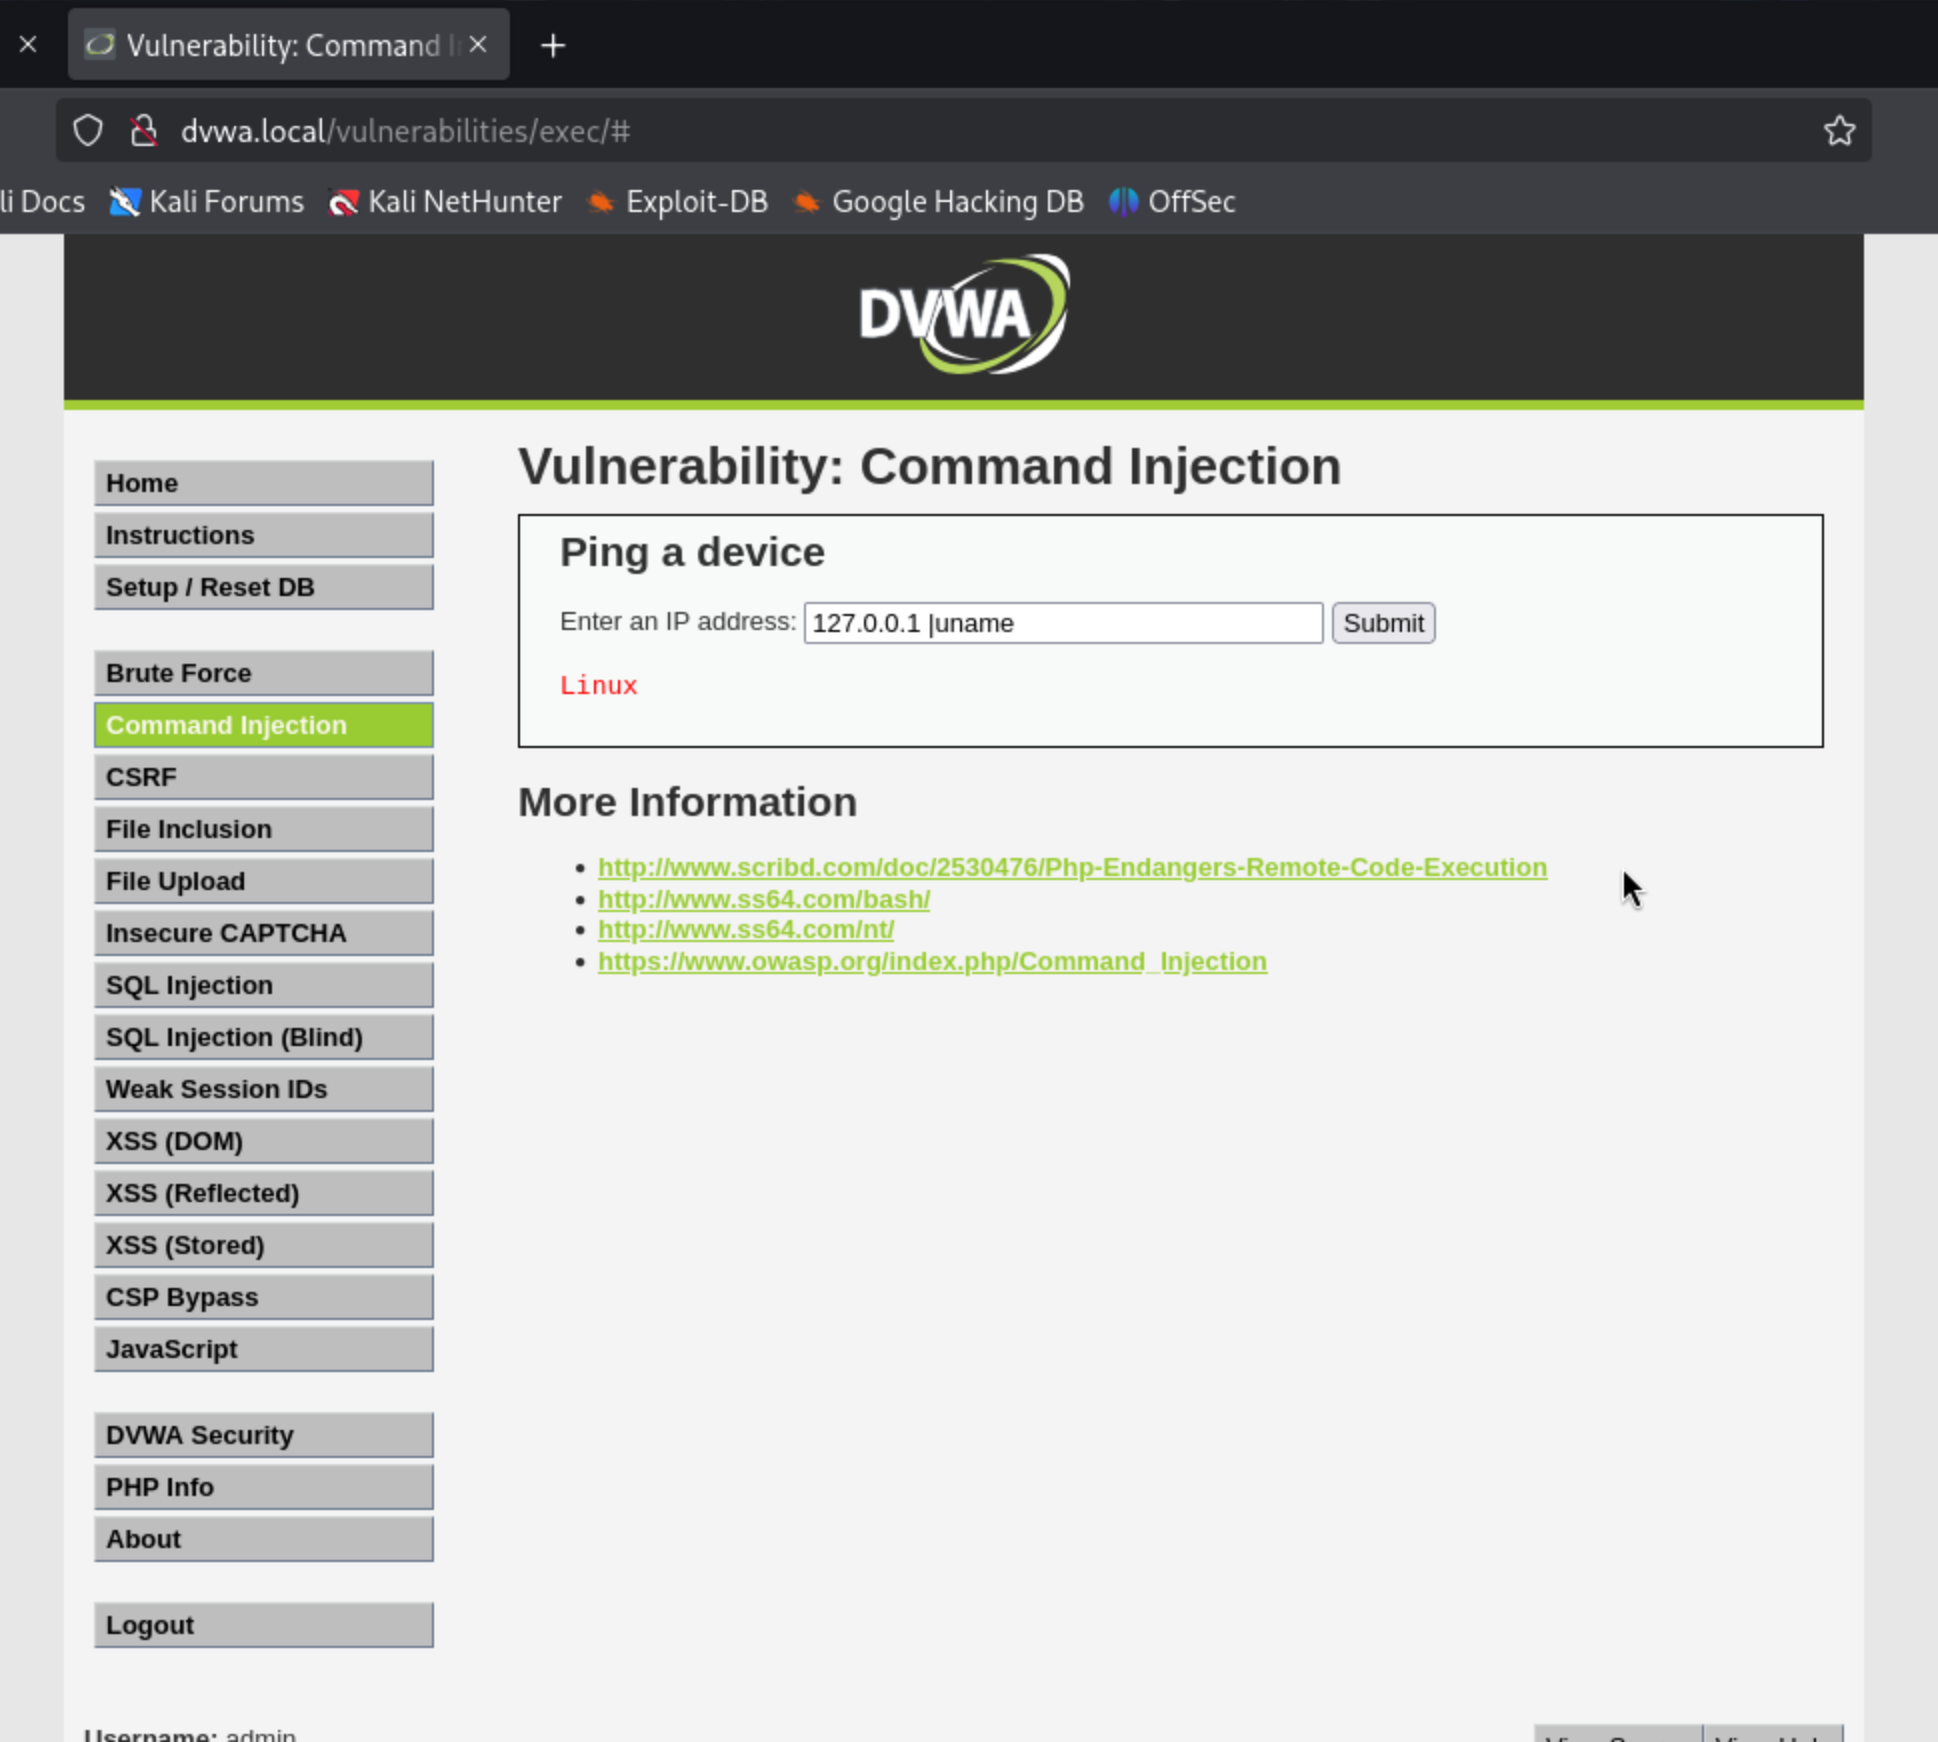 Vulnerability: Command
dvwa.local/vulnerabilities/exec/#
li Docs Kali Forums Kali NetHunter Exploit-DB Google Hacking DB OffSec
DVWA
Home
Instructions
Setup / Reset DB
Brute Force
Command Injection
CSRF
File Inclusion
File Upload
Insecure CAPTCHA
SQL Injection
SQL Injection (Blind)
Weak Session IDs
XSS (DOM)
XSS (Reflected)
XSS (Stored)
CSP Bypass
JavaScript
DVWA Security
PHP Info
About
Logout
Vulnerability: Command Injection
Ping a device
Enter an IP address: 127.0.0.1 |uname Submit
Linux
More Information
http://www.scribd.com/doc/2530476/Php-Endangers-Remote-Code-Execution
http://www.ss64.com/bash/
http://www.ss64.com/nt/
https://www.owasp.org/index.php/Command_Injection
Username: admin